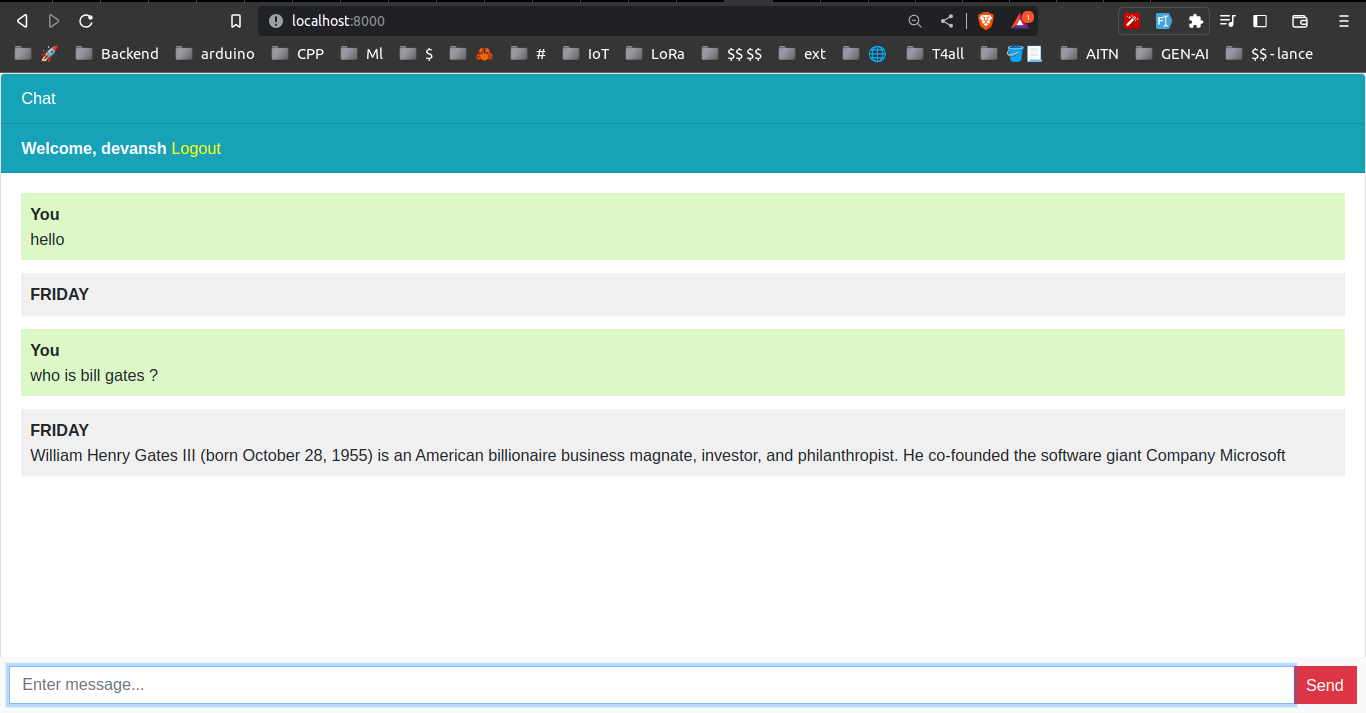 localhost:8000
1
🚀 Backend arduino CPP Ml $ 🦀 # IoT LoRa $$$$ ext 🌐 T4all 🪣📃 AITN GEN-AI $$-lance
Chat
Welcome, devansh Logout
You
hello
FRIDAY
You
who is bill gates ?
FRIDAY
William Henry Gates III (born October 28, 1955) is an American billionaire business magnate, investor, and philanthropist. He co-founded the software giant Company Microsoft
Enter message... Send